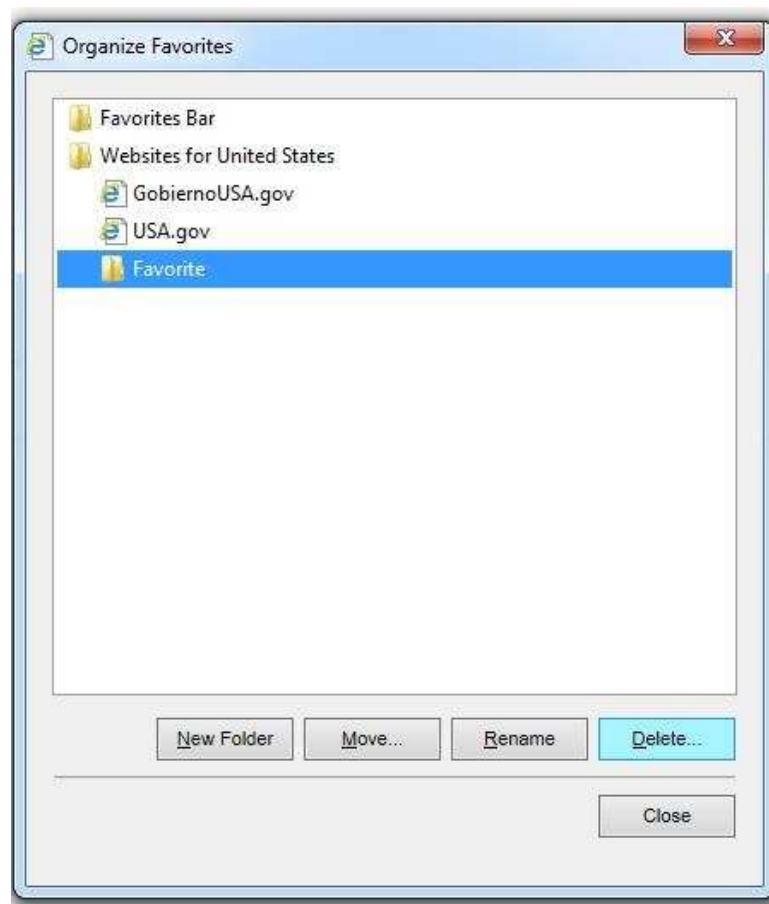 Organize Favorites
Favorites Bar
Websites for United States
GobiernoUSA.gov
USA.gov
Favorite
New Folder Move... Rename Delete...
Close